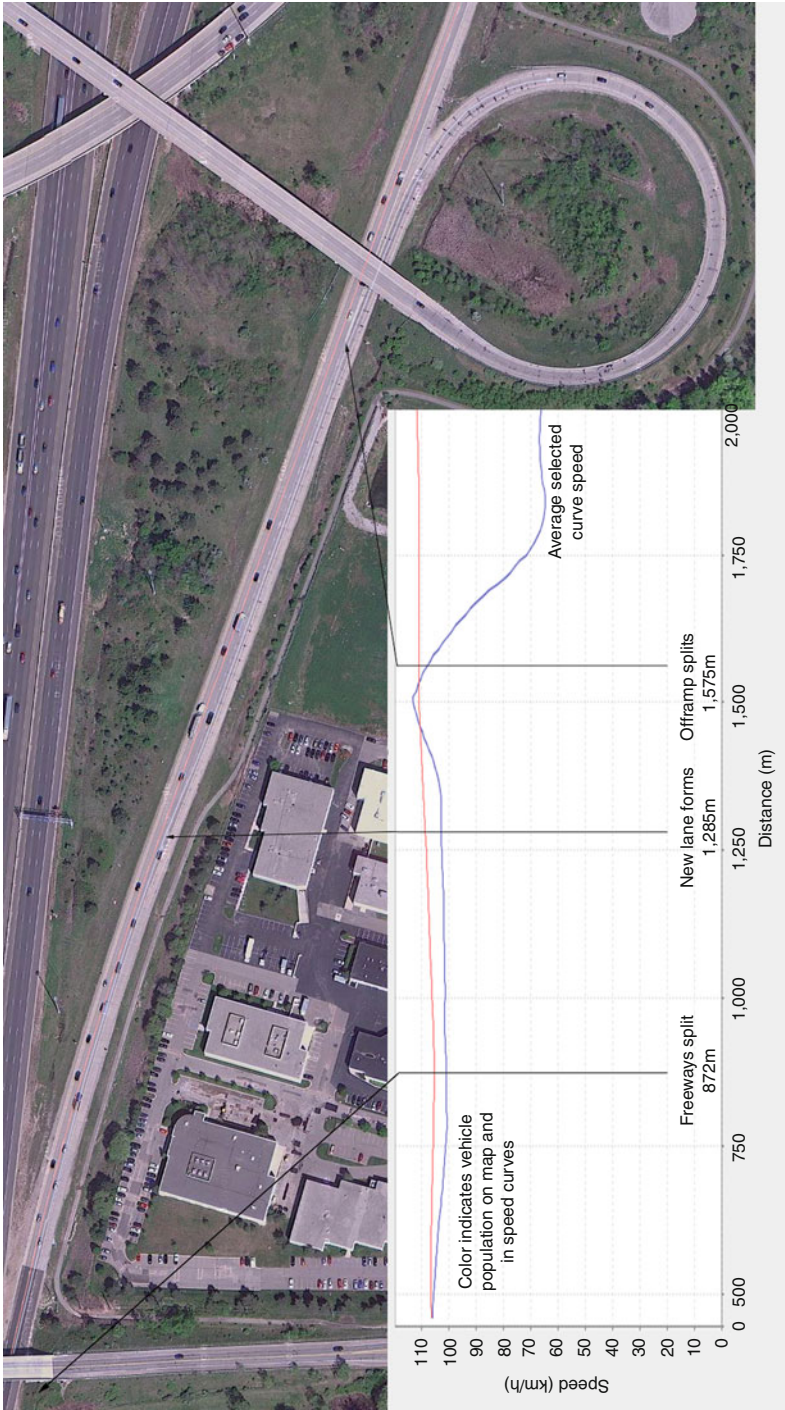 110
100
90
80
70
60
50
40
30
20
10
0
Speed (km/h)
Color indicates vehicle
population on map and
in speed curves
Average selected
curve speed
Freeways split
872m
New lane forms
1,285m
Offramp splits
1,575m
0
500
750
1,000
1,250
1,500
1,750
2,000
Distance (m)